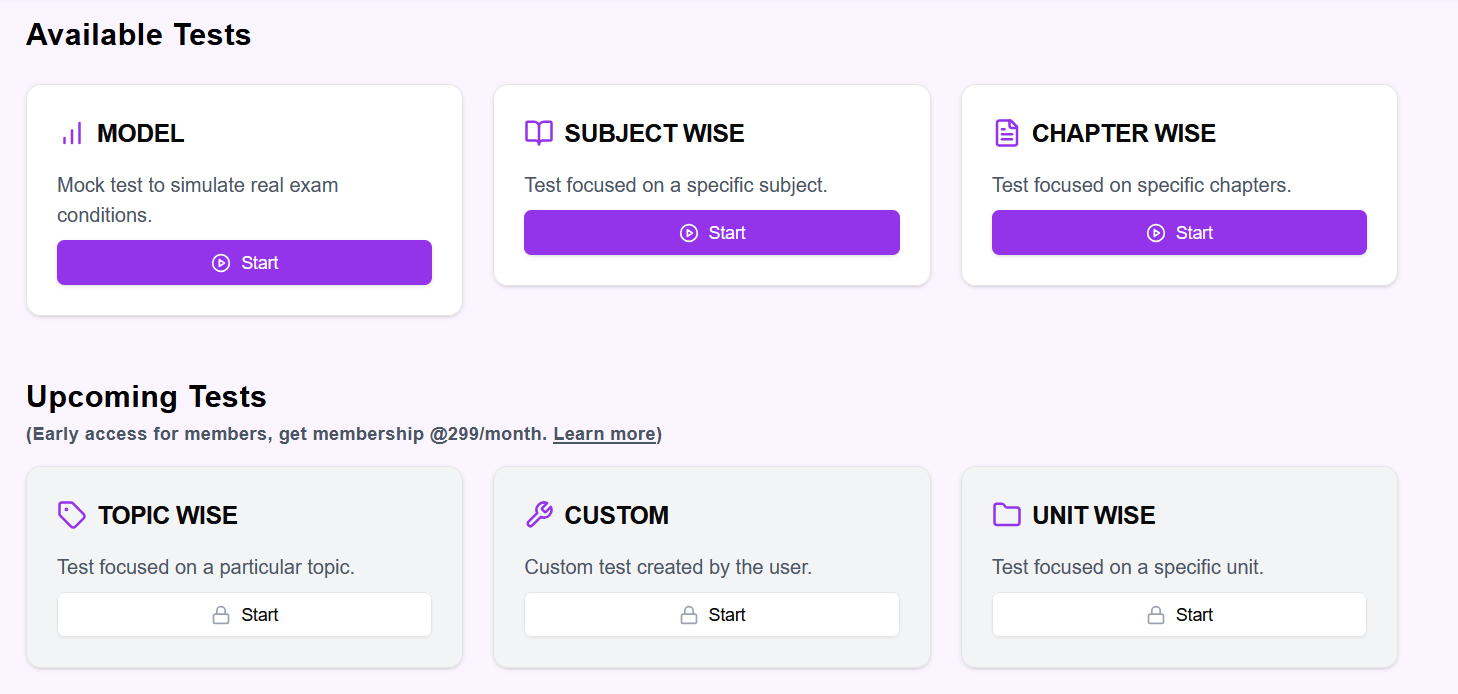 Available Tests
MODEL
Mock test to simulate real exam
conditions.
Start
SUBJECT WISE
Test focused on a specific subject.
Start
CHAPTER WISE
Test focused on specific chapters.
Start
Upcoming Tests
(Early access for members, get membership @299/month. Learn more)
TOPIC WISE
Test focused on a particular topic.
Start
CUSTOM
Custom test created by the user.
Start
UNIT WISE
Test focused on a specific unit.
Start